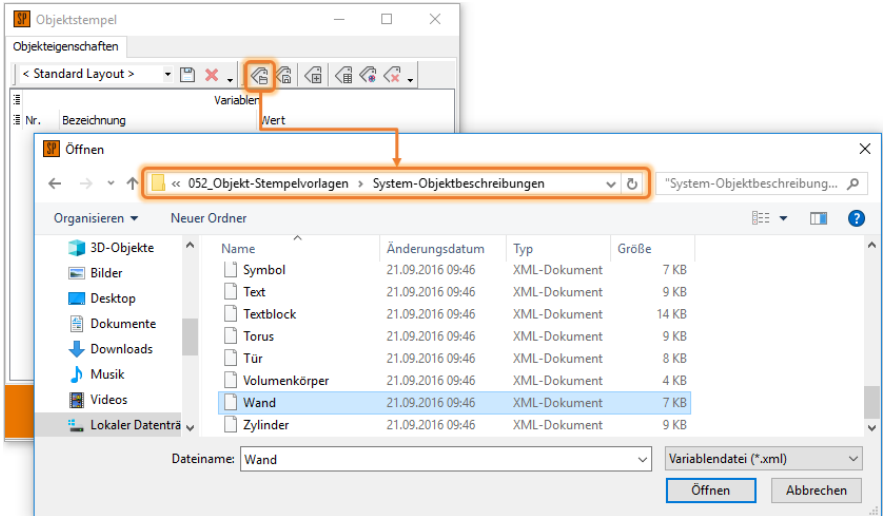 SP Objektstempel
Objekteigenschaften
< Standard Layout >
Variablen
Nr. Bezeichnung Wert
SP Öffnen
« 052_Objekt-Stempelvorlagen › System-Objektbeschreibungen "System-Objektbeschreibung...
Organisieren Neuer Ordner
3D-Objekte Name Änderungsdatum Typ Größe
Bilder Symbol 21.09.2016 09:46 XML-Dokument 7 KB
Desktop Text 21.09.2016 09:46 XML-Dokument 9 KB
Dokumente Textblock 21.09.2016 09:46 XML-Dokument 14 KB
Downloads Torus 21.09.2016 09:46 XML-Dokument 9 KB
Musik Tür 21.09.2016 09:46 XML-Dokument 8 KB
Videos Volumenkörper 21.09.2016 09:46 XML-Dokument 4 KB
Lokaler Datenträ Wand 21.09.2016 09:46 XML-Dokument 7 KB
Zylinder 21.09.2016 09:46 XML-Dokument 9 KB
Dateiname: Wand Variablendatei (*.xml)
Öffnen Abbrechen